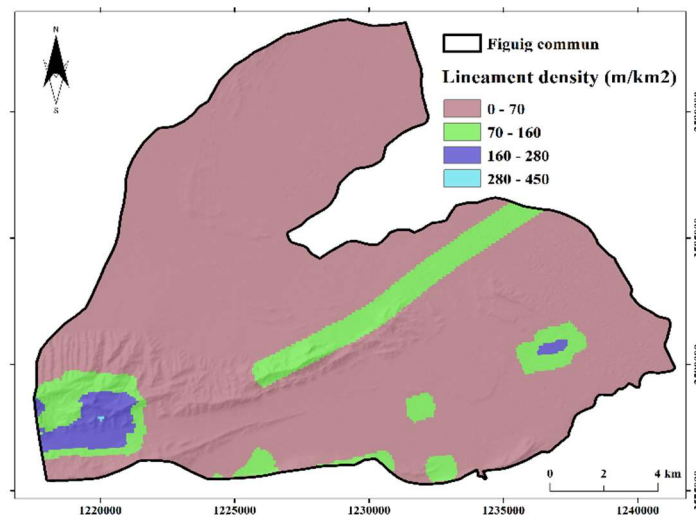 N
S
Figuig commun
Lineament density (m/km2)
0 - 70
70 - 160
160 - 280
280 - 450
0 2 4 km
1220000 1225000 1230000 1235000 1240000